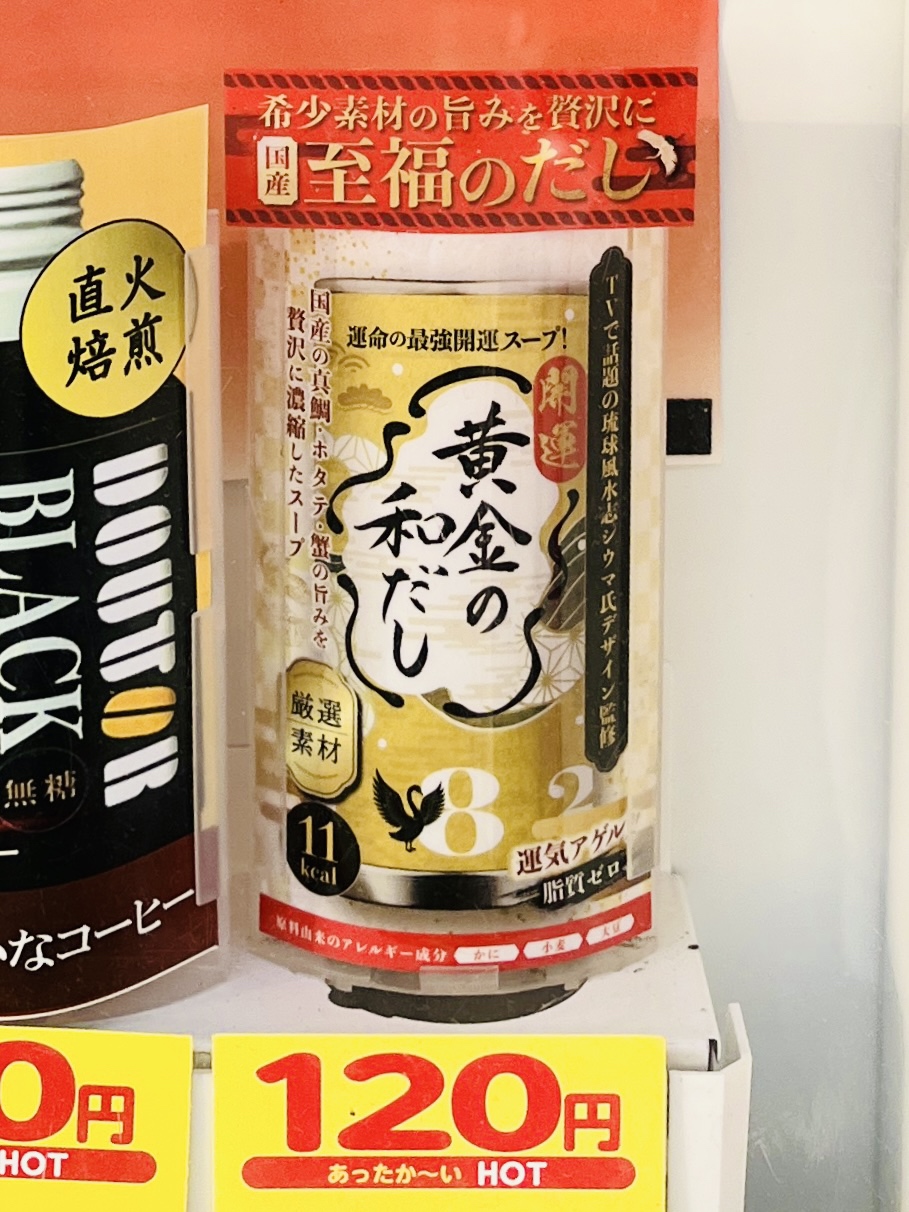 希少素材の旨みを贅沢に
国産
至福のだし
国産の真鯛・ホタテ・蟹の旨みを
贅沢に濃縮したスープ
運命の最強開運スープ!
開運
黄金の
和だし
TVで話題の琉球風水志シウマ氏デザイン監修
厳選
素材
11
kcal
8
2
運気アゲル
脂質ゼロ
原料由来のアレルギー成分 かに 小麦 大豆
120円
あったか〜い HOT
直火
焙煎
DOUTOR
BLACK
無糖
なコーヒー
0円
HOT